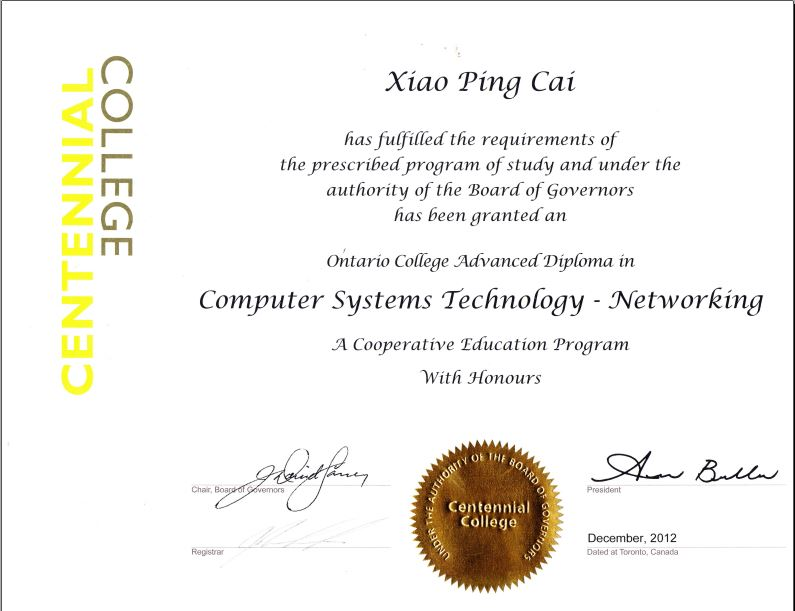 CENTENNIAL
COLLEGE
Xiao Ping Cai
has fulfilled the requirements of
the prescribed program of study and under the
authority of the Board of Governors
has been granted an
Ontario College Advanced Diploma in
Computer Systems Technology - Networking
A Cooperative Education Program
With Honours
Chair, Board of Governors
Registrar
UNDER THE AUTHORITY OF THE BOARD OF GOVERNORS
Centennial
College
President
December, 2012
Dated at Toronto, Canada